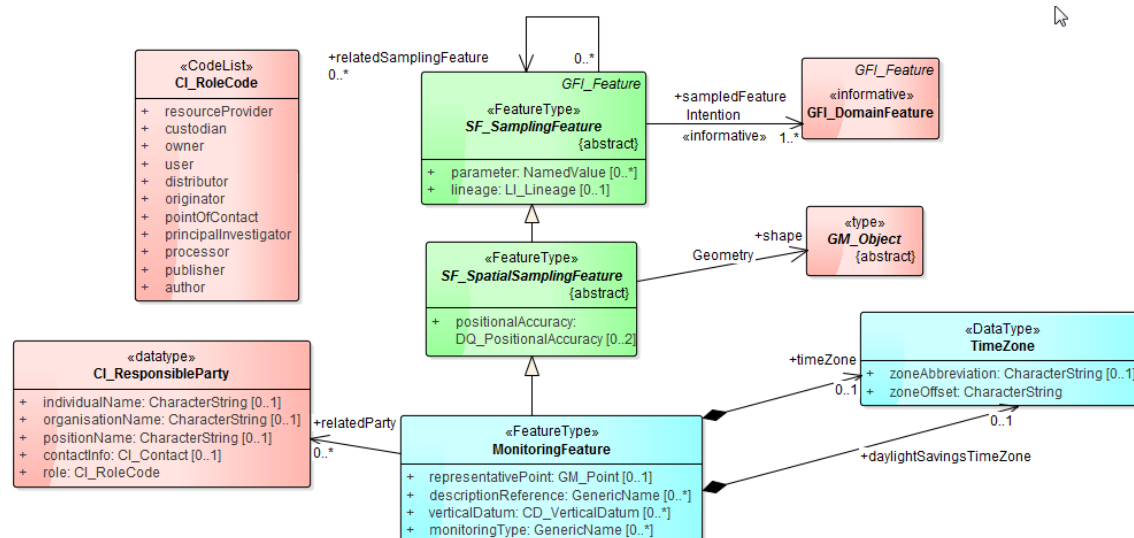 «CodeList»
CI_RoleCode
+ resourceProvider
+ custodian
+ owner
+ user
+ distributor
+ originator
+ pointOfContact
+ principalInvestigator
+ processor
+ publisher
+ author
+relatedSamplingFeature
0..*
0..*
GFI_Feature
«FeatureType»
SF_SamplingFeature
{abstract}
+ parameter: NamedValue [0..*]
+ lineage: LI_Lineage [0..1]
+sampledFeature
Intention
«informative»
1..*
GFI_Feature
«informative»
GFI_DomainFeature
«FeatureType»
SF_SpatialSamplingFeature
{abstract}
+ positionalAccuracy:
DQ_PositionalAccuracy [0..2]
+shape
Geometry
«type»
GM_Object
{abstract}
«datatype»
CI_ResponsibleParty
+ individualName: CharacterString [0..1]
+ organisationName: CharacterString [0..1]
+ positionName: CharacterString [0..1]
+ contactInfo: CI_Contact [0..1]
+ role: CI_RoleCode
+relatedParty
0..*
«FeatureType»
MonitoringFeature
+ representativePoint: GM_Point [0..1]
+ descriptionReference: GenericName [0..*]
+ verticalDatum: CD_VerticalDatum [0..*]
+ monitoringType: GenericName [0..*]
+timeZone
0..1
«DataType»
TimeZone
+ zoneAbbreviation: CharacterString [0..1]
+ zoneOffset: CharacterString
0..1
+daylightSavingsTimeZone